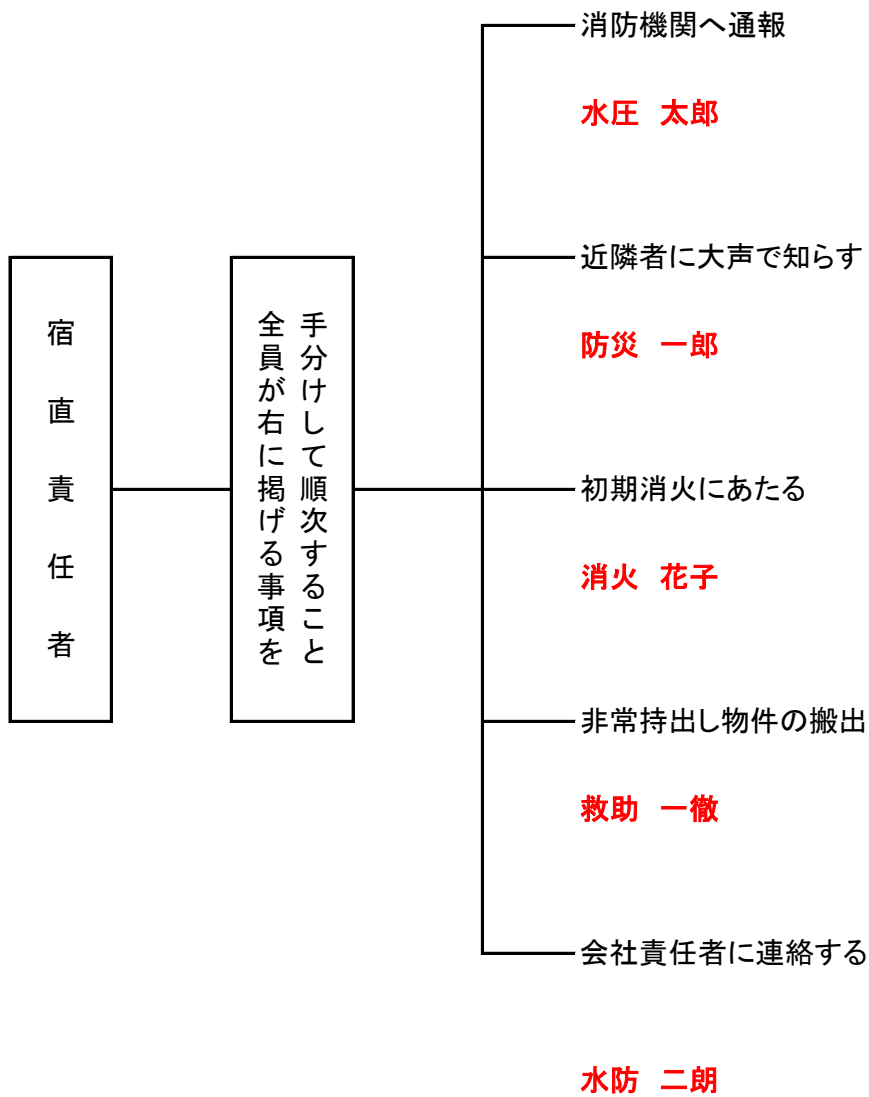 宿直責任者
手分けして順次すること
全員が右に掲げる事項を
消防機関へ通報
水圧　太郎
近隣者に大声で知らす
防災　一郎
初期消火にあたる
消火　花子
非常持出し物件の搬出
救助　一徹
会社責任者に連絡する
水防　二朗